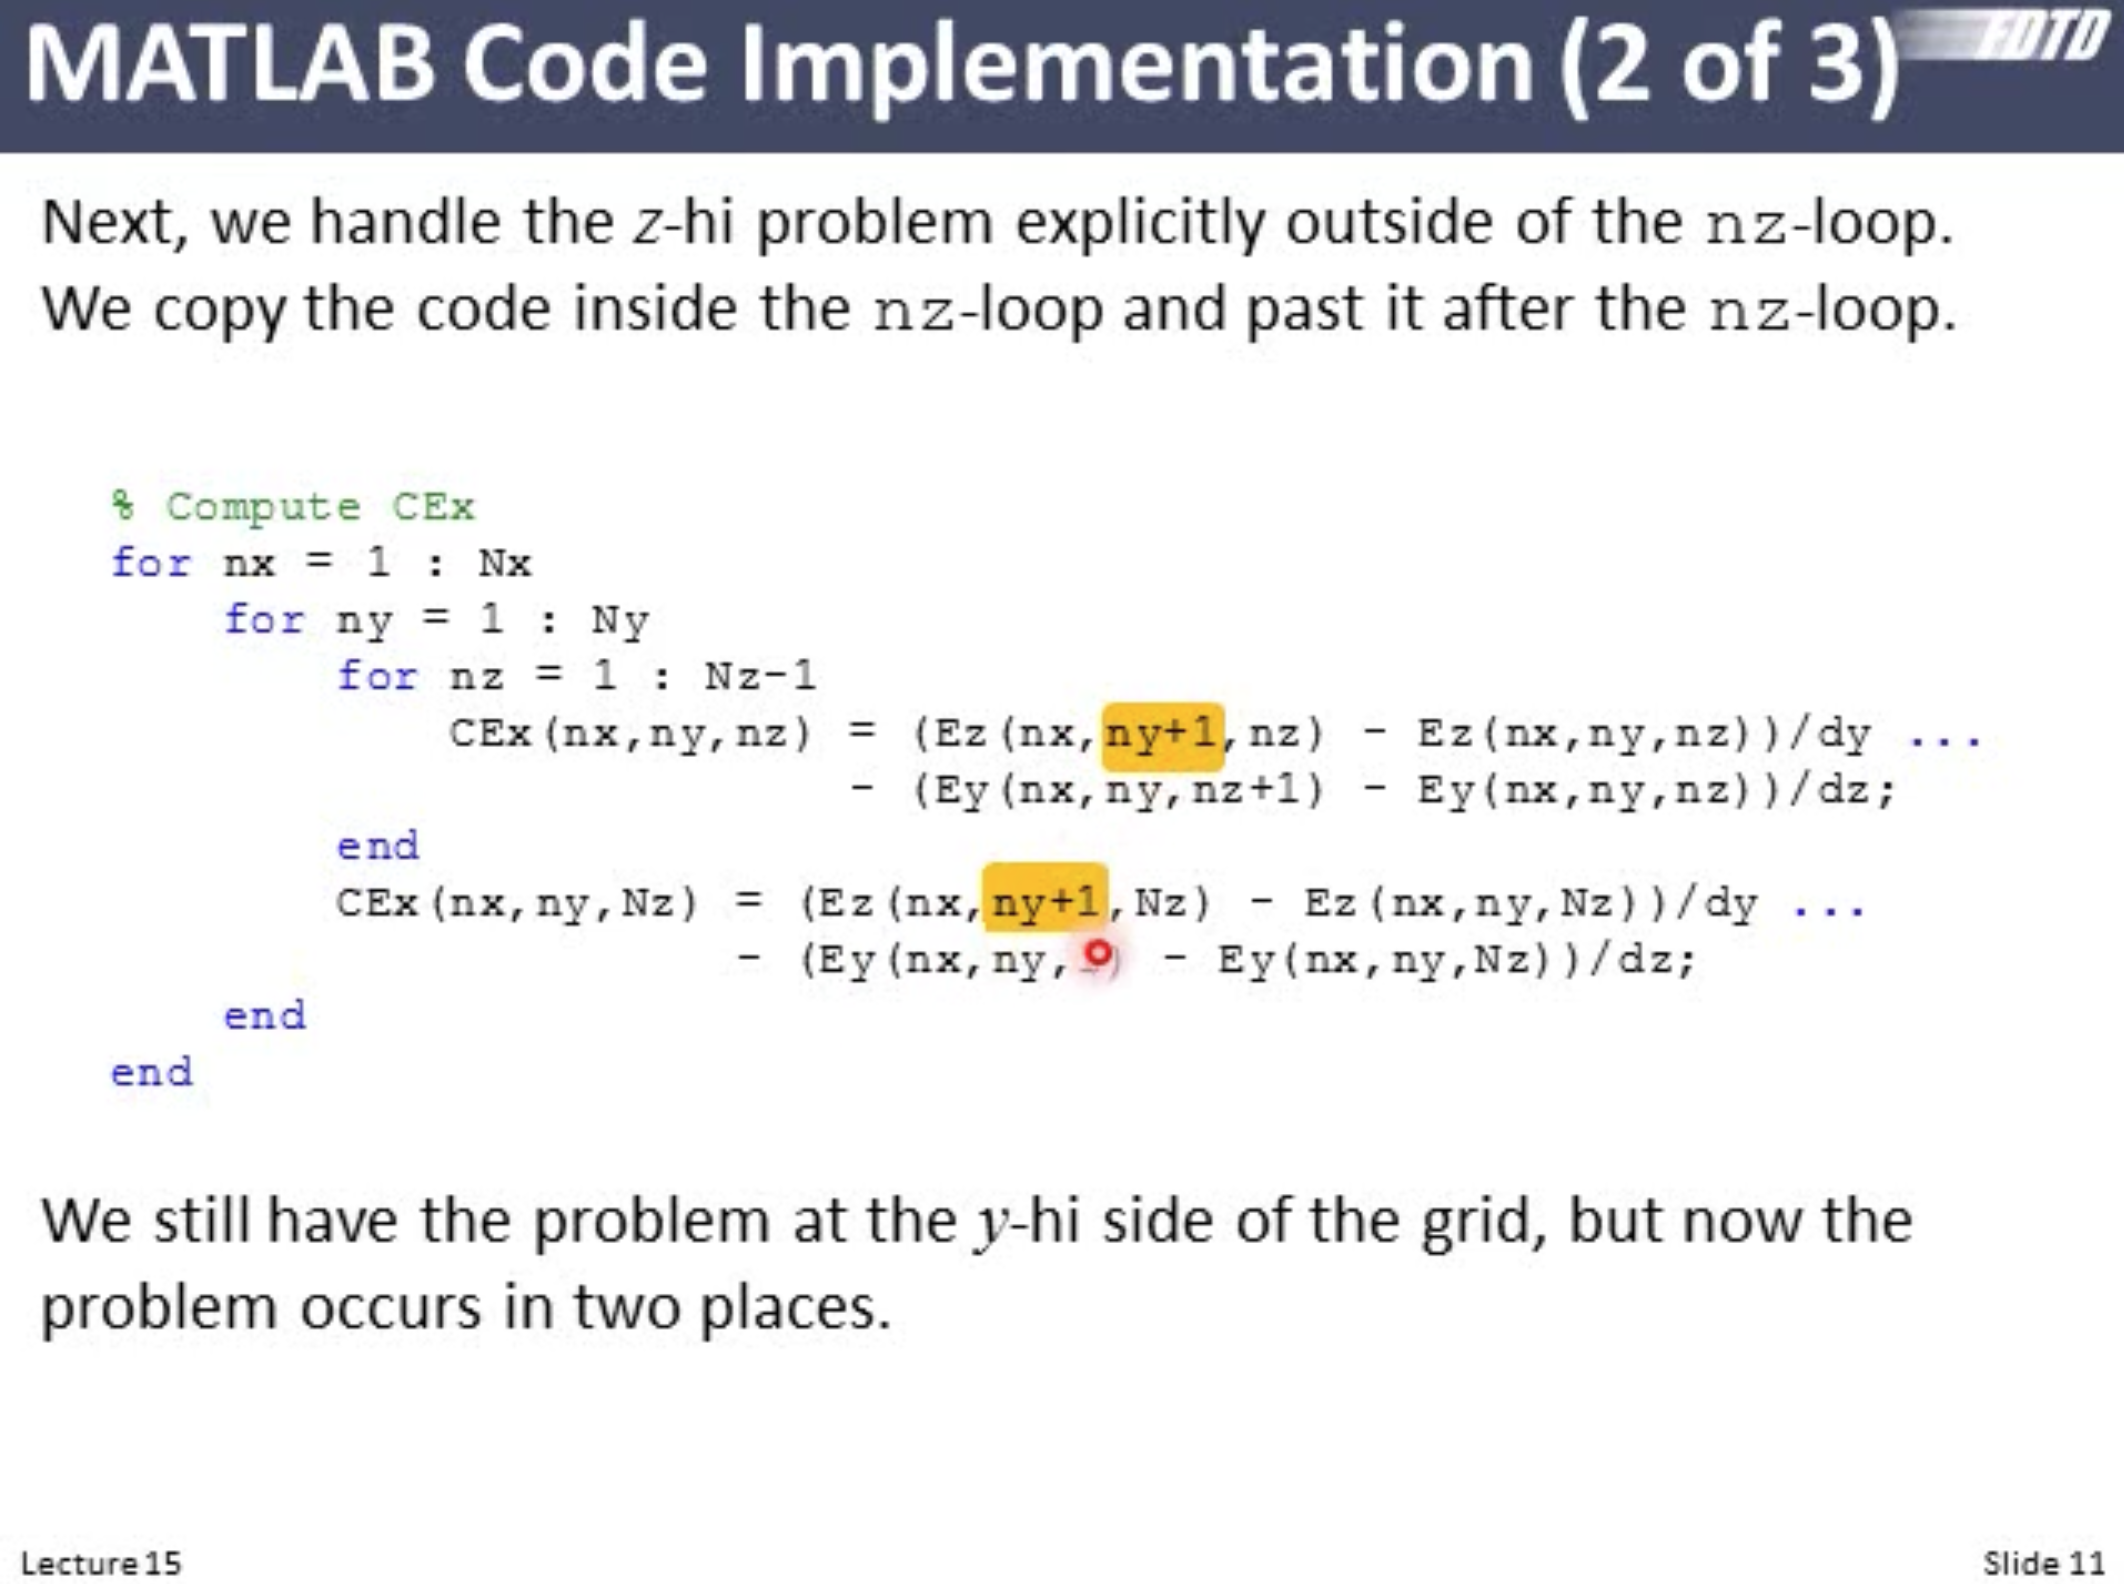 MATLAB Code Implementation (2 of 3)
FDTD
Next, we handle the z-hi problem explicitly outside of the nz-loop.
We copy the code inside the nz-loop and past it after the nz-loop.
% Compute CEx
for nx = 1 : Nx
for ny = 1 : Ny
for nz = 1 : Nz-1
CEx(nx,ny,nz) = (Ez(nx,ny+1,nz) - Ez(nx,ny,nz))/dy ...
- (Ey(nx,ny,nz+1) - Ey(nx,ny,nz))/dz;
end
CEx(nx,ny,Nz) = (Ez(nx,ny+1,Nz) - Ez(nx,ny,Nz))/dy ...
- (Ey(nx,ny, ) - Ey(nx,ny,Nz))/dz;
end
end
We still have the problem at the y-hi side of the grid, but now the
problem occurs in two places.
Lecture 15
Slide 11